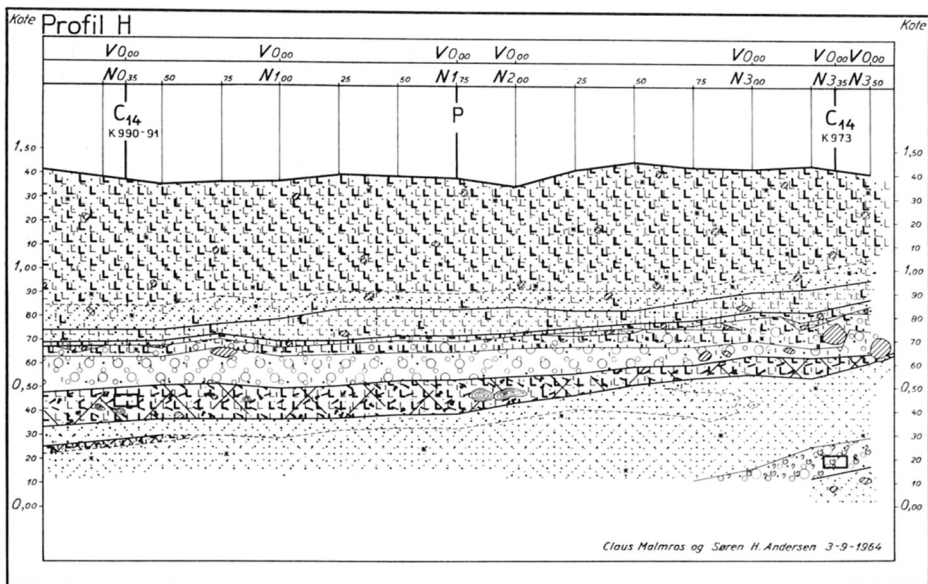 Kote Profil H Kote
V0,00 V0,00 V0,00 V0,00 V0,00 V0,00 V0,00
N0,35 50 75 N1,00 25 50 N1,75 N2,00 25 50 75 N3,00 N3,35 N3,50
C14 P C14
K990-91 K973
1,50 1,50
40 40
30 30
20 20
10 10
1,00 1,00
90 90
80 80
70 70
60 60
0,50 0,50
40 40
30 30
20 20
10 10
0,00 0,00
Claus Malmros og Søren H. Andersen 3-9-1964